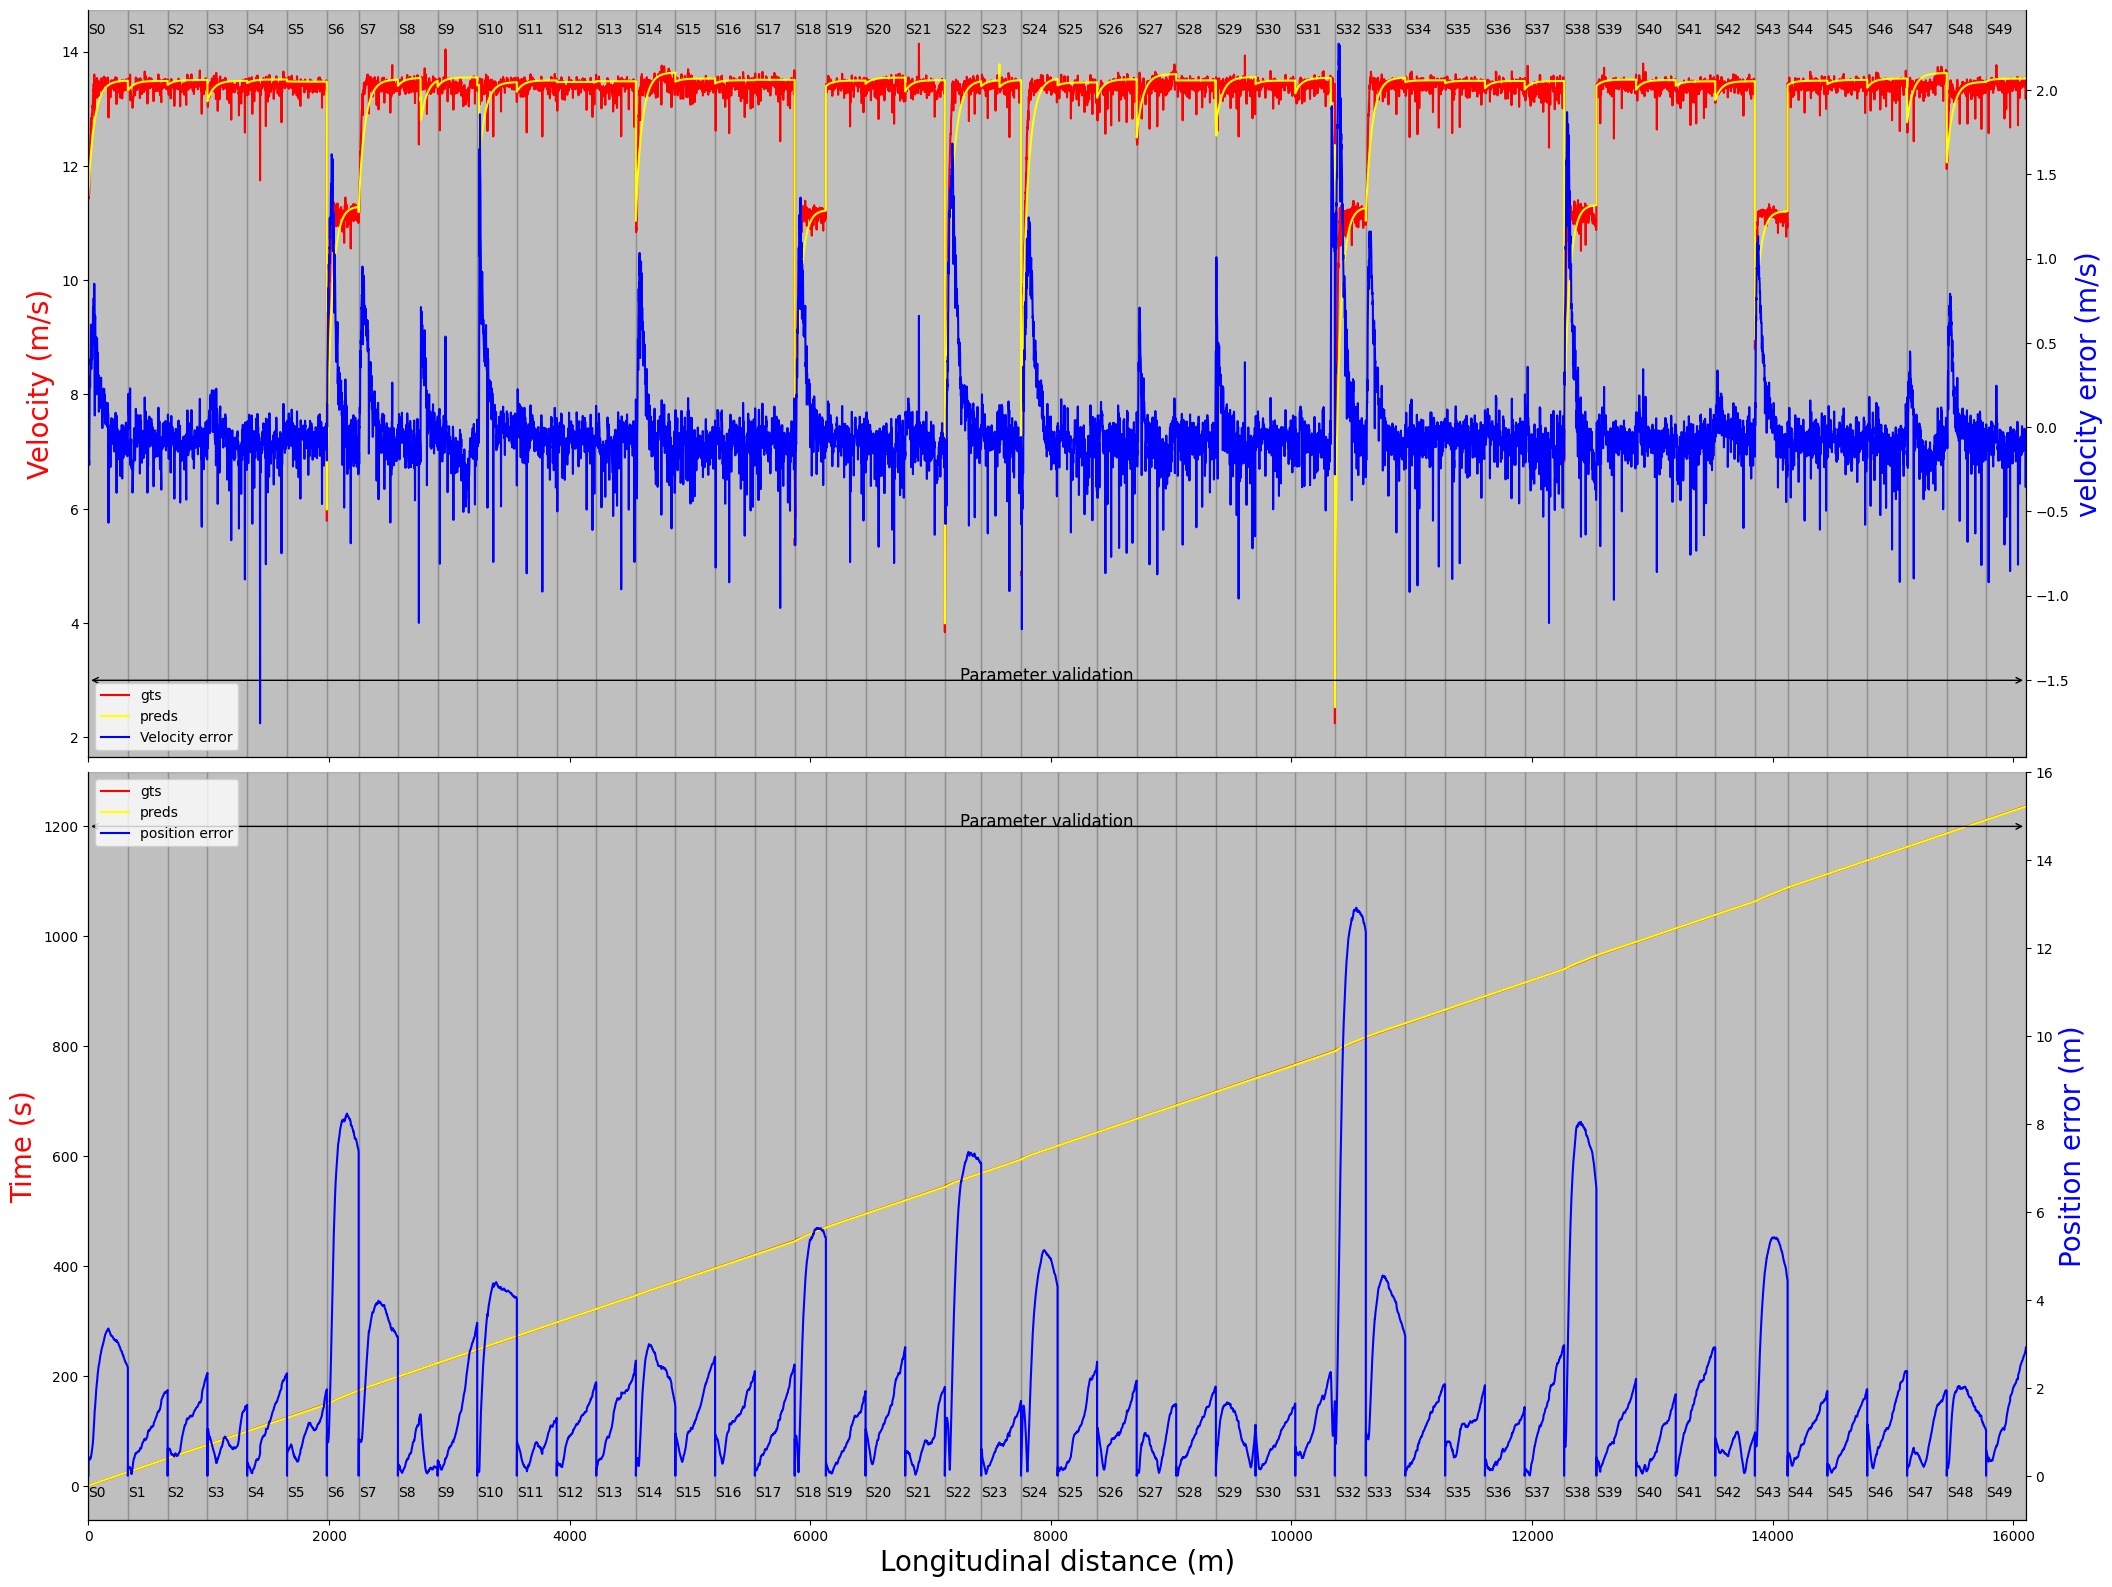 S0 S1 S2 S3 S4 S5 S6 S7 S8 S9 S10 S11 S12 S13 S14 S15 S16 S17 S18 S19 S20 S21 S22 S23 S24 S25 S26 S27 S28 S29 S30 S31 S32 S33 S34 S35 S36 S37 S38 S39 S40 S41 S42 S43 S44 S45 S46 S47 S48 S49
14
12
10
8
6
4
2
Velocity (m/s)
2.0
1.5
1.0
0.5
0.0
−0.5
−1.0
−1.5
velocity error (m/s)
Parameter validation
gts
preds
Velocity error
gts
preds
position error
Parameter validation
1200
1000
800
600
400
200
0
Time (s)
16
14
12
10
8
6
4
2
0
Position error (m)
S0 S1 S2 S3 S4 S5 S6 S7 S8 S9 S10 S11 S12 S13 S14 S15 S16 S17 S18 S19 S20 S21 S22 S23 S24 S25 S26 S27 S28 S29 S30 S31 S32 S33 S34 S35 S36 S37 S38 S39 S40 S41 S42 S43 S44 S45 S46 S47 S48 S49
0 2000 4000 6000 8000 10000 12000 14000 16000
Longitudinal distance (m)